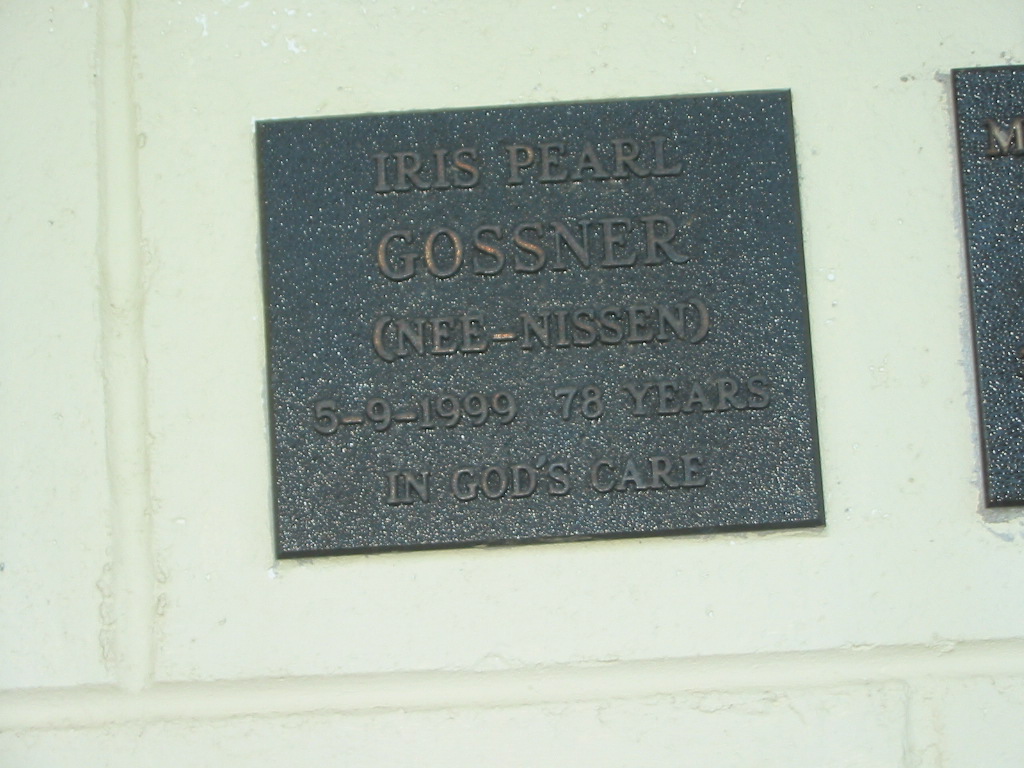 IRIS PEARL
GOSSNER
(NEE-NISSEN)
5-9-1999 78 YEARS
IN GOD'S CARE
M